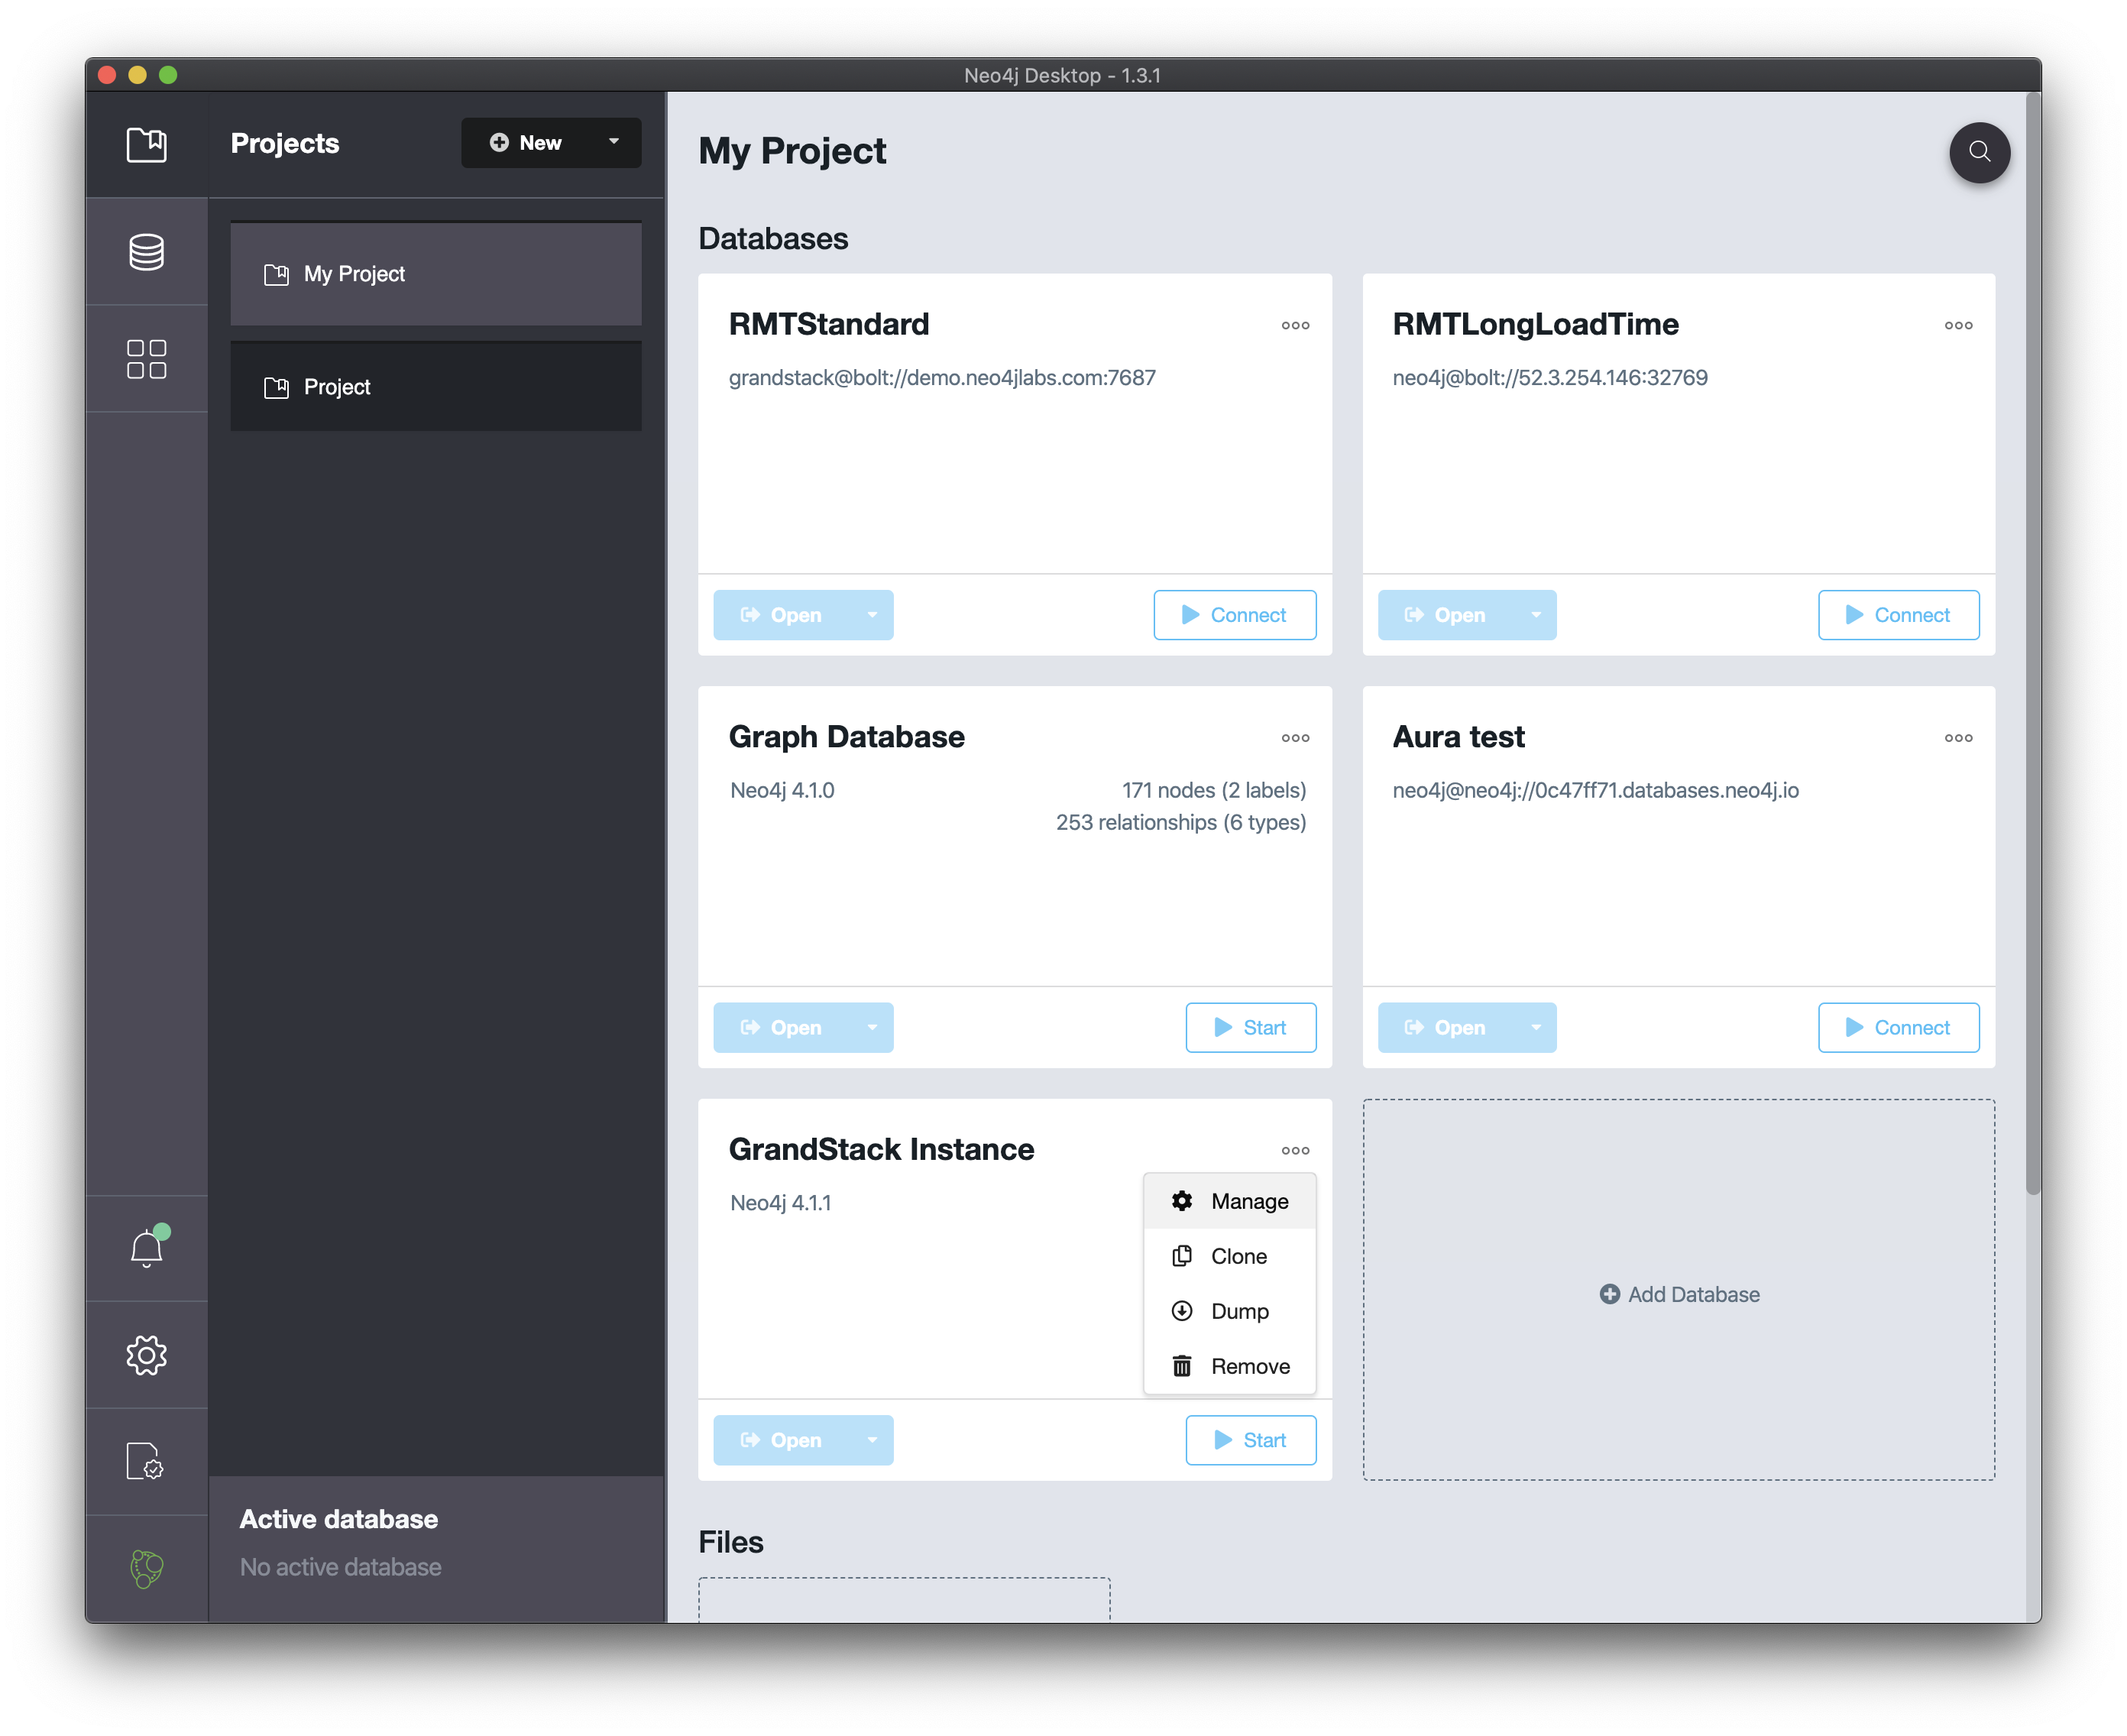 Neo4j Desktop - 1.3.1
Projects
New
My Project
Project
Active database
No active database
My Project
Databases
RMTStandard
grandstack@bolt://demo.neo4jlabs.com:7687
Open
Connect
RMTLongLoadTime
neo4j@bolt://52.3.254.146:32769
Open
Connect
Graph Database
Neo4j 4.1.0
171 nodes (2 labels)
253 relationships (6 types)
Open
Start
Aura test
neo4j@neo4j://0c47ff71.databases.neo4j.io
Open
Connect
GrandStack Instance
Neo4j 4.1.1
Manage
Clone
Dump
Remove
Open
Start
Add Database
Files